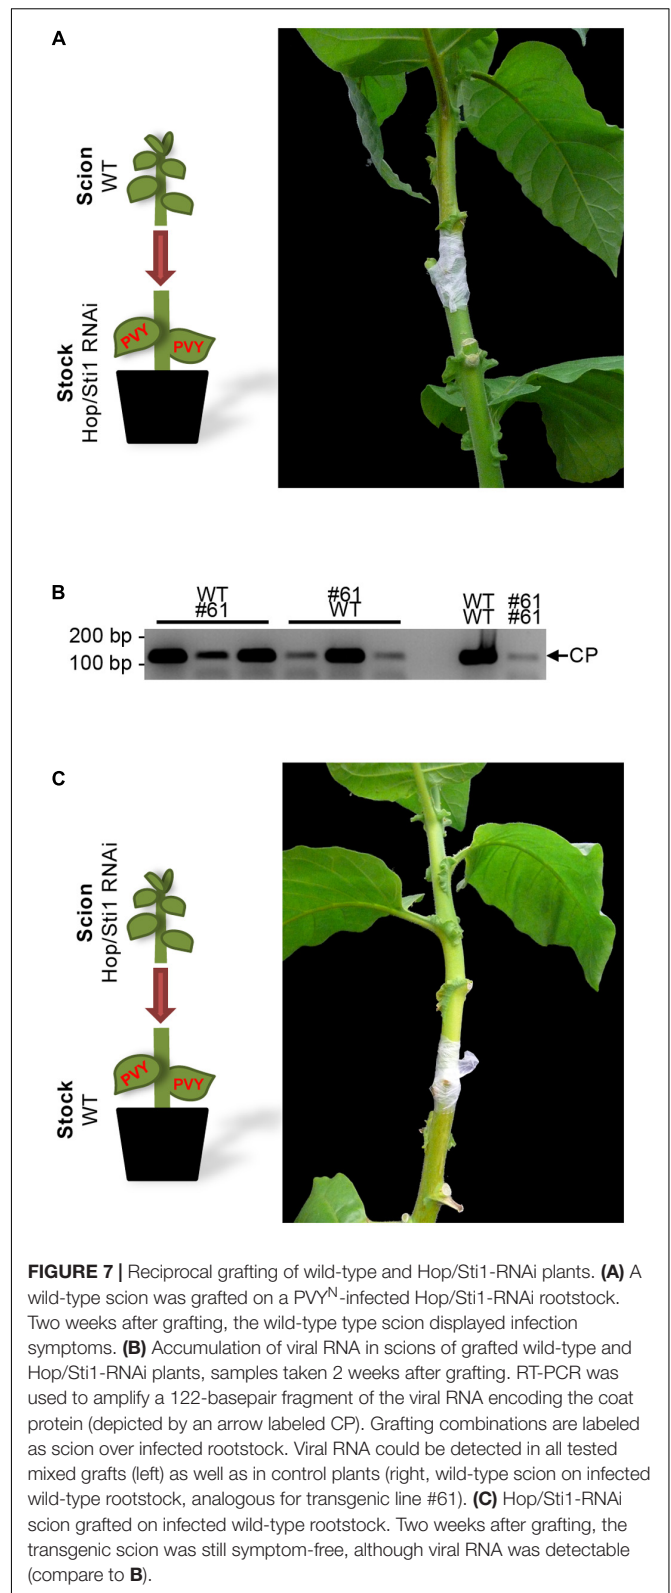 A
Scion
WT
Stock
Hop/Sti1 RNAi
PVY PVY
B
WT #61 WT #61
#61 WT WT #61
200 bp
100 bp
CP
C
Scion
Hop/Sti1 RNAi
Stock
WT
PVY PVY
FIGURE 7 | Reciprocal grafting of wild-type and Hop/Sti1-RNAi plants. (A) A
wild-type scion was grafted on a PVYN-infected Hop/Sti1-RNAi rootstock.
Two weeks after grafting, the wild-type type scion displayed infection
symptoms. (B) Accumulation of viral RNA in scions of grafted wild-type and
Hop/Sti1-RNAi plants, samples taken 2 weeks after grafting. RT-PCR was
used to amplify a 122-basepair fragment of the viral RNA encoding the coat
protein (depicted by an arrow labeled CP). Grafting combinations are labeled
as scion over infected rootstock. Viral RNA could be detected in all tested
mixed grafts (left) as well as in control plants (right, wild-type scion on infected
wild-type rootstock, analogous for transgenic line #61). (C) Hop/Sti1-RNAi
scion grafted on infected wild-type rootstock. Two weeks after grafting, the
transgenic scion was still symptom-free, although viral RNA was detectable
(compare to B).